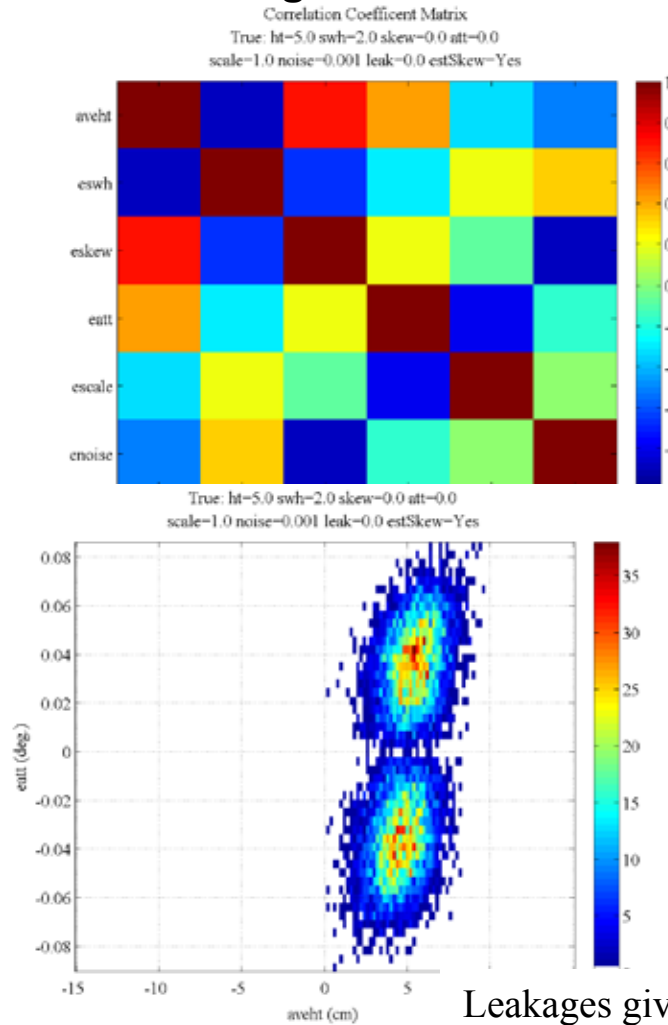 Correlation Coefficent Matrix
True: ht=5.0 swh=2.0 skew=0.0 att=0.0
scale=1.0 noise=0.001 leak=0.0 estSkew=Yes
aveht
eswh
eskew
eatt
escale
enoise
True: ht=5.0 swh=2.0 skew=0.0 att=0.0
scale=1.0 noise=0.001 leak=0.0 estSkew=Yes
0.08
0.06
0.04
0.02
0
-0.02
-0.04
-0.06
-0.08
eatt (deg.)
-15 -10 -5 0 5
aveht (cm)
35
30
25
20
15
10
5
Leakages giv